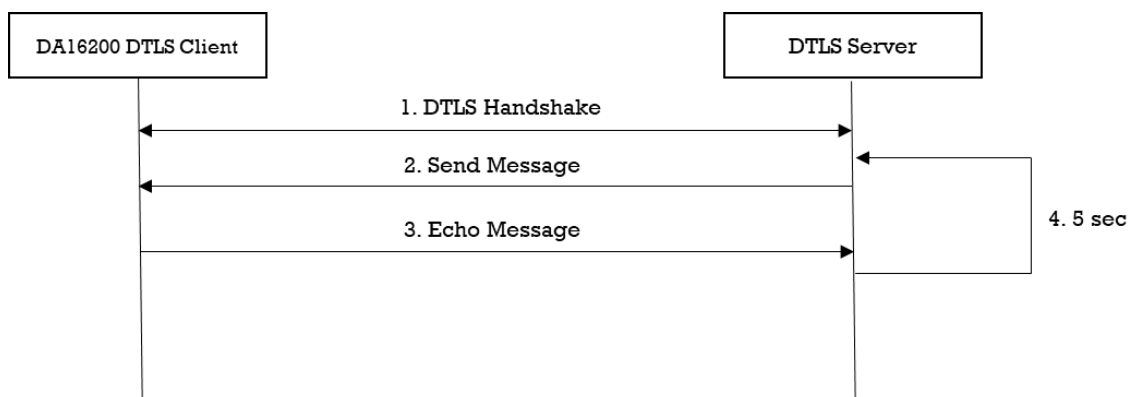 DA16200 DTLS Client
DTLS Server
1. DTLS Handshake
2. Send Message
3. Echo Message
4. 5 sec